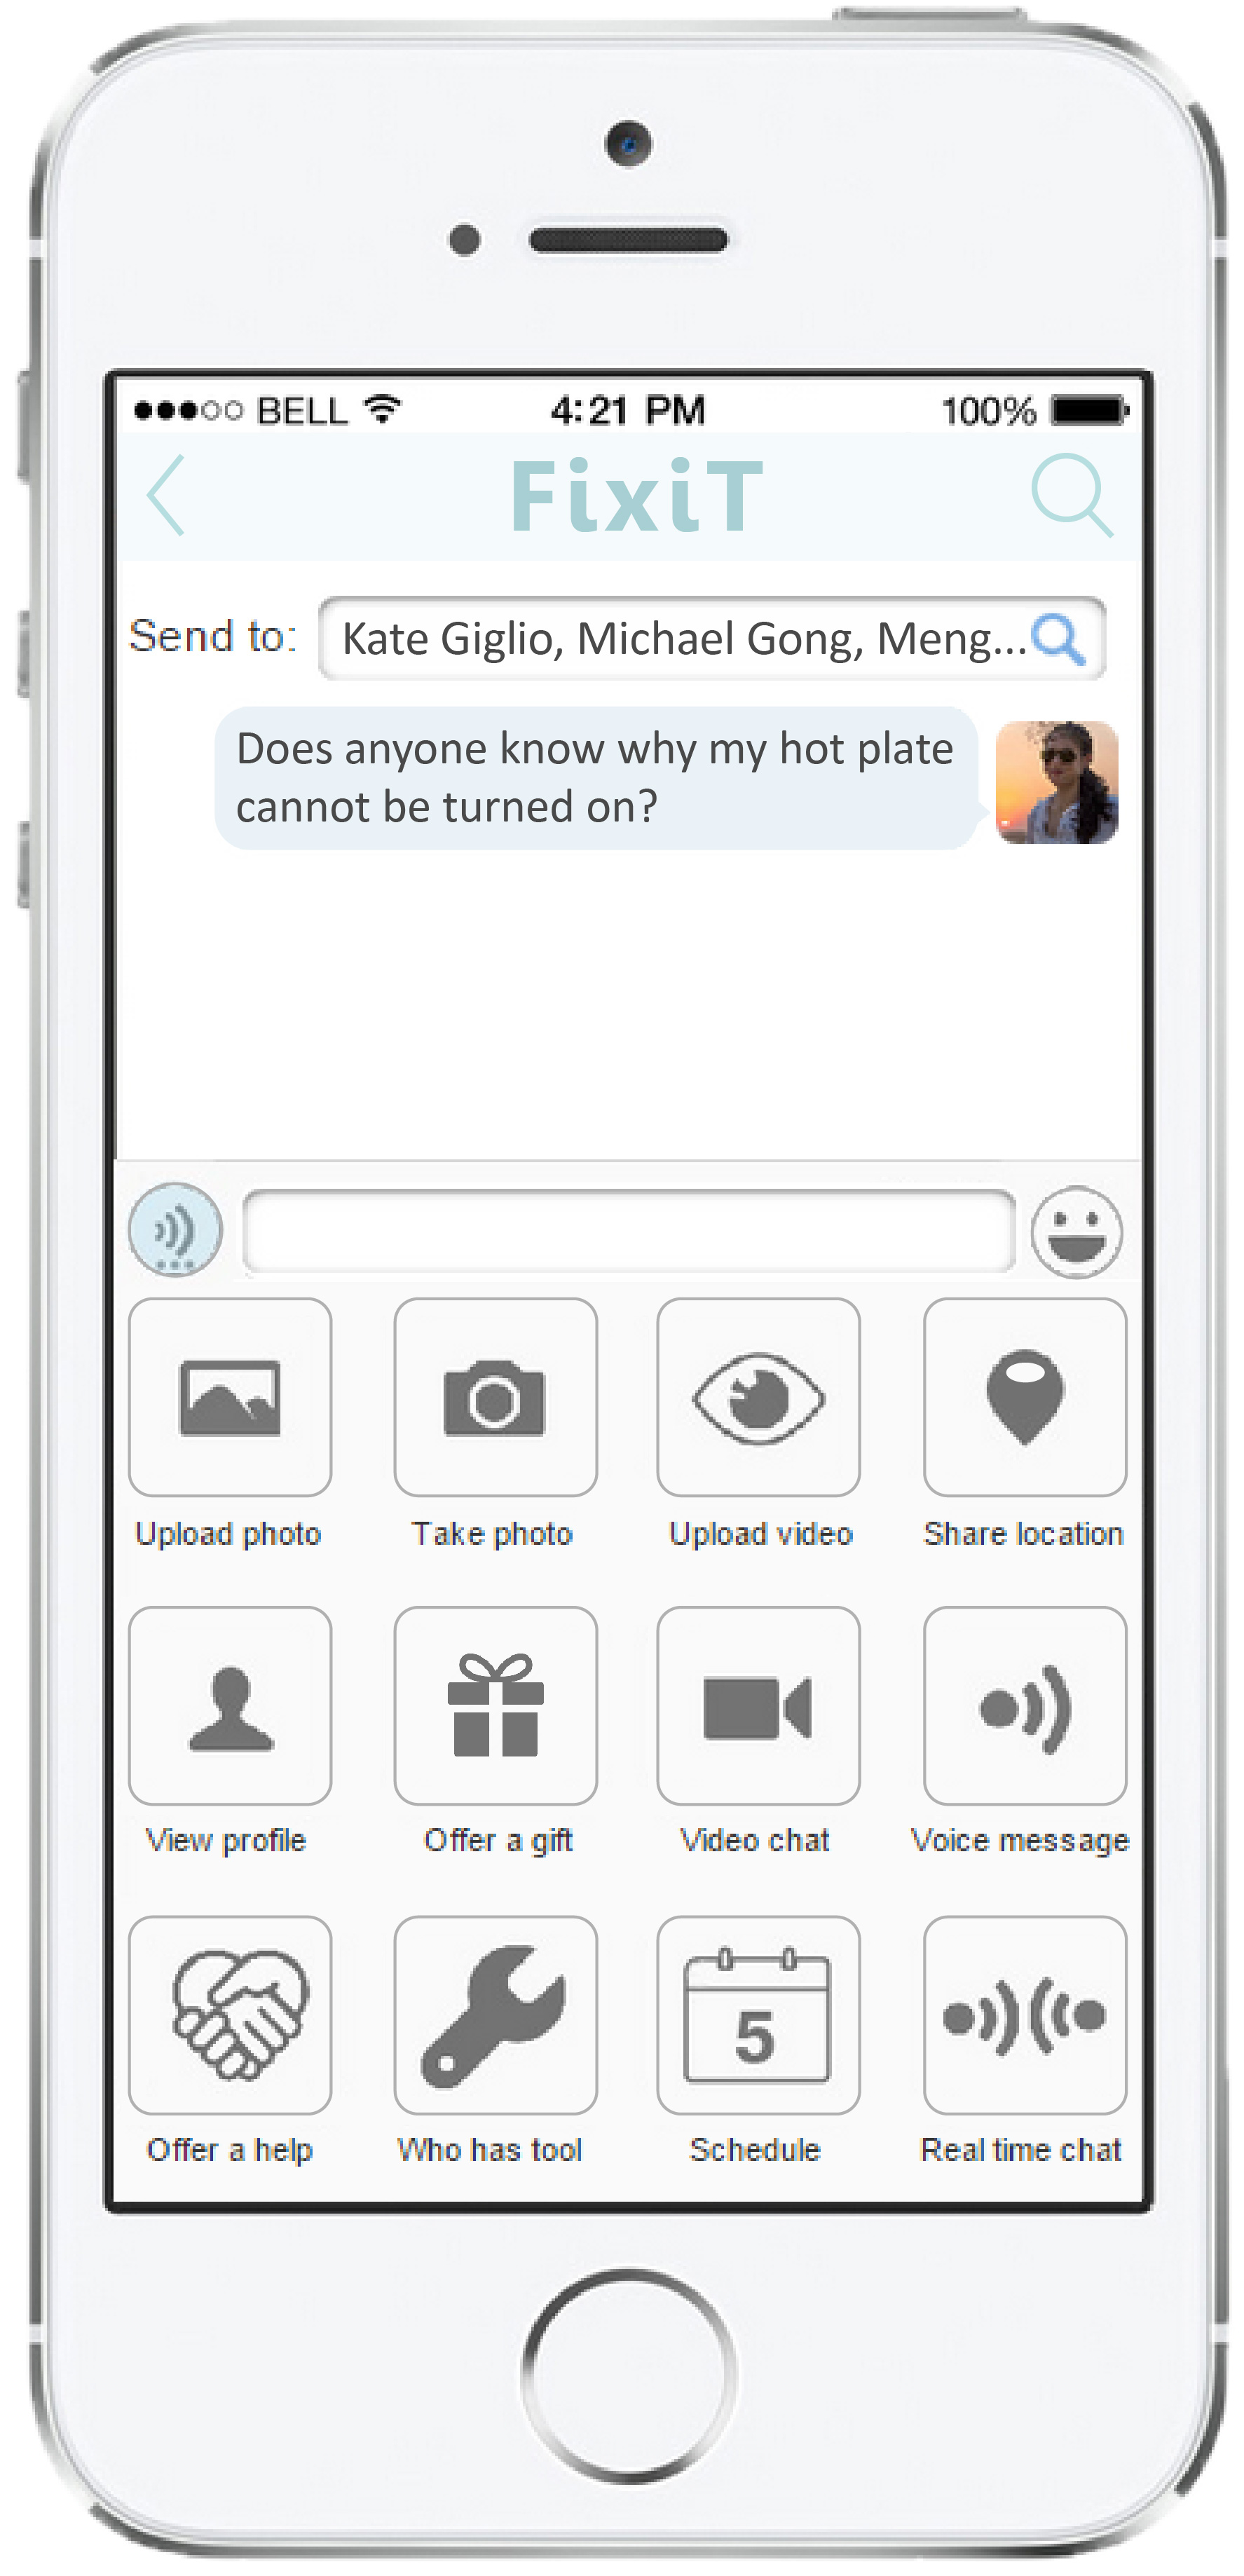 BELL 4:21 PM 100%
FixiT
Send to: Kate Giglio, Michael Gong, Meng...
Does anyone know why my hot plate
cannot be turned on?
Upload photo Take photo Upload video Share location
View profile Offer a gift Video chat Voice message
5
Offer a help Who has tool Schedule Real time chat